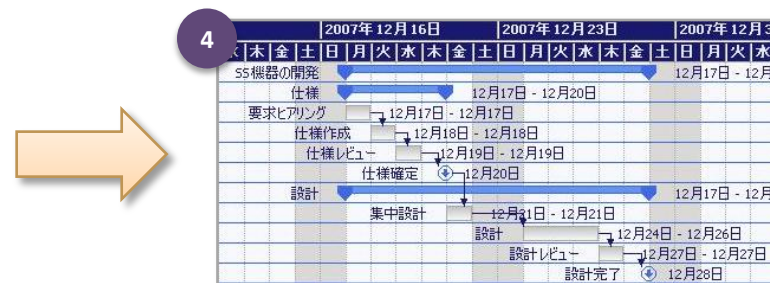 4
2007年12月16日 2007年12月23日 2007年12月3
木 金 土 日 月 火 水 木 金 土 日 月 火 水 木 金 土 日 月 火 水
SS機器の開発 12月17日 - 12月
仕様 12月17日 - 12月20日
要求ヒアリング 12月17日 - 12月17日
仕様作成 12月18日 - 12月18日
仕様レビュー 12月19日 - 12月19日
仕様確定 12月20日
設計 12月17日 - 12月
集中設計 12月21日 - 12月21日
設計 12月24日 - 12月26日
設計レビュー 12月27日 - 12月27日
設計完了 12月28日